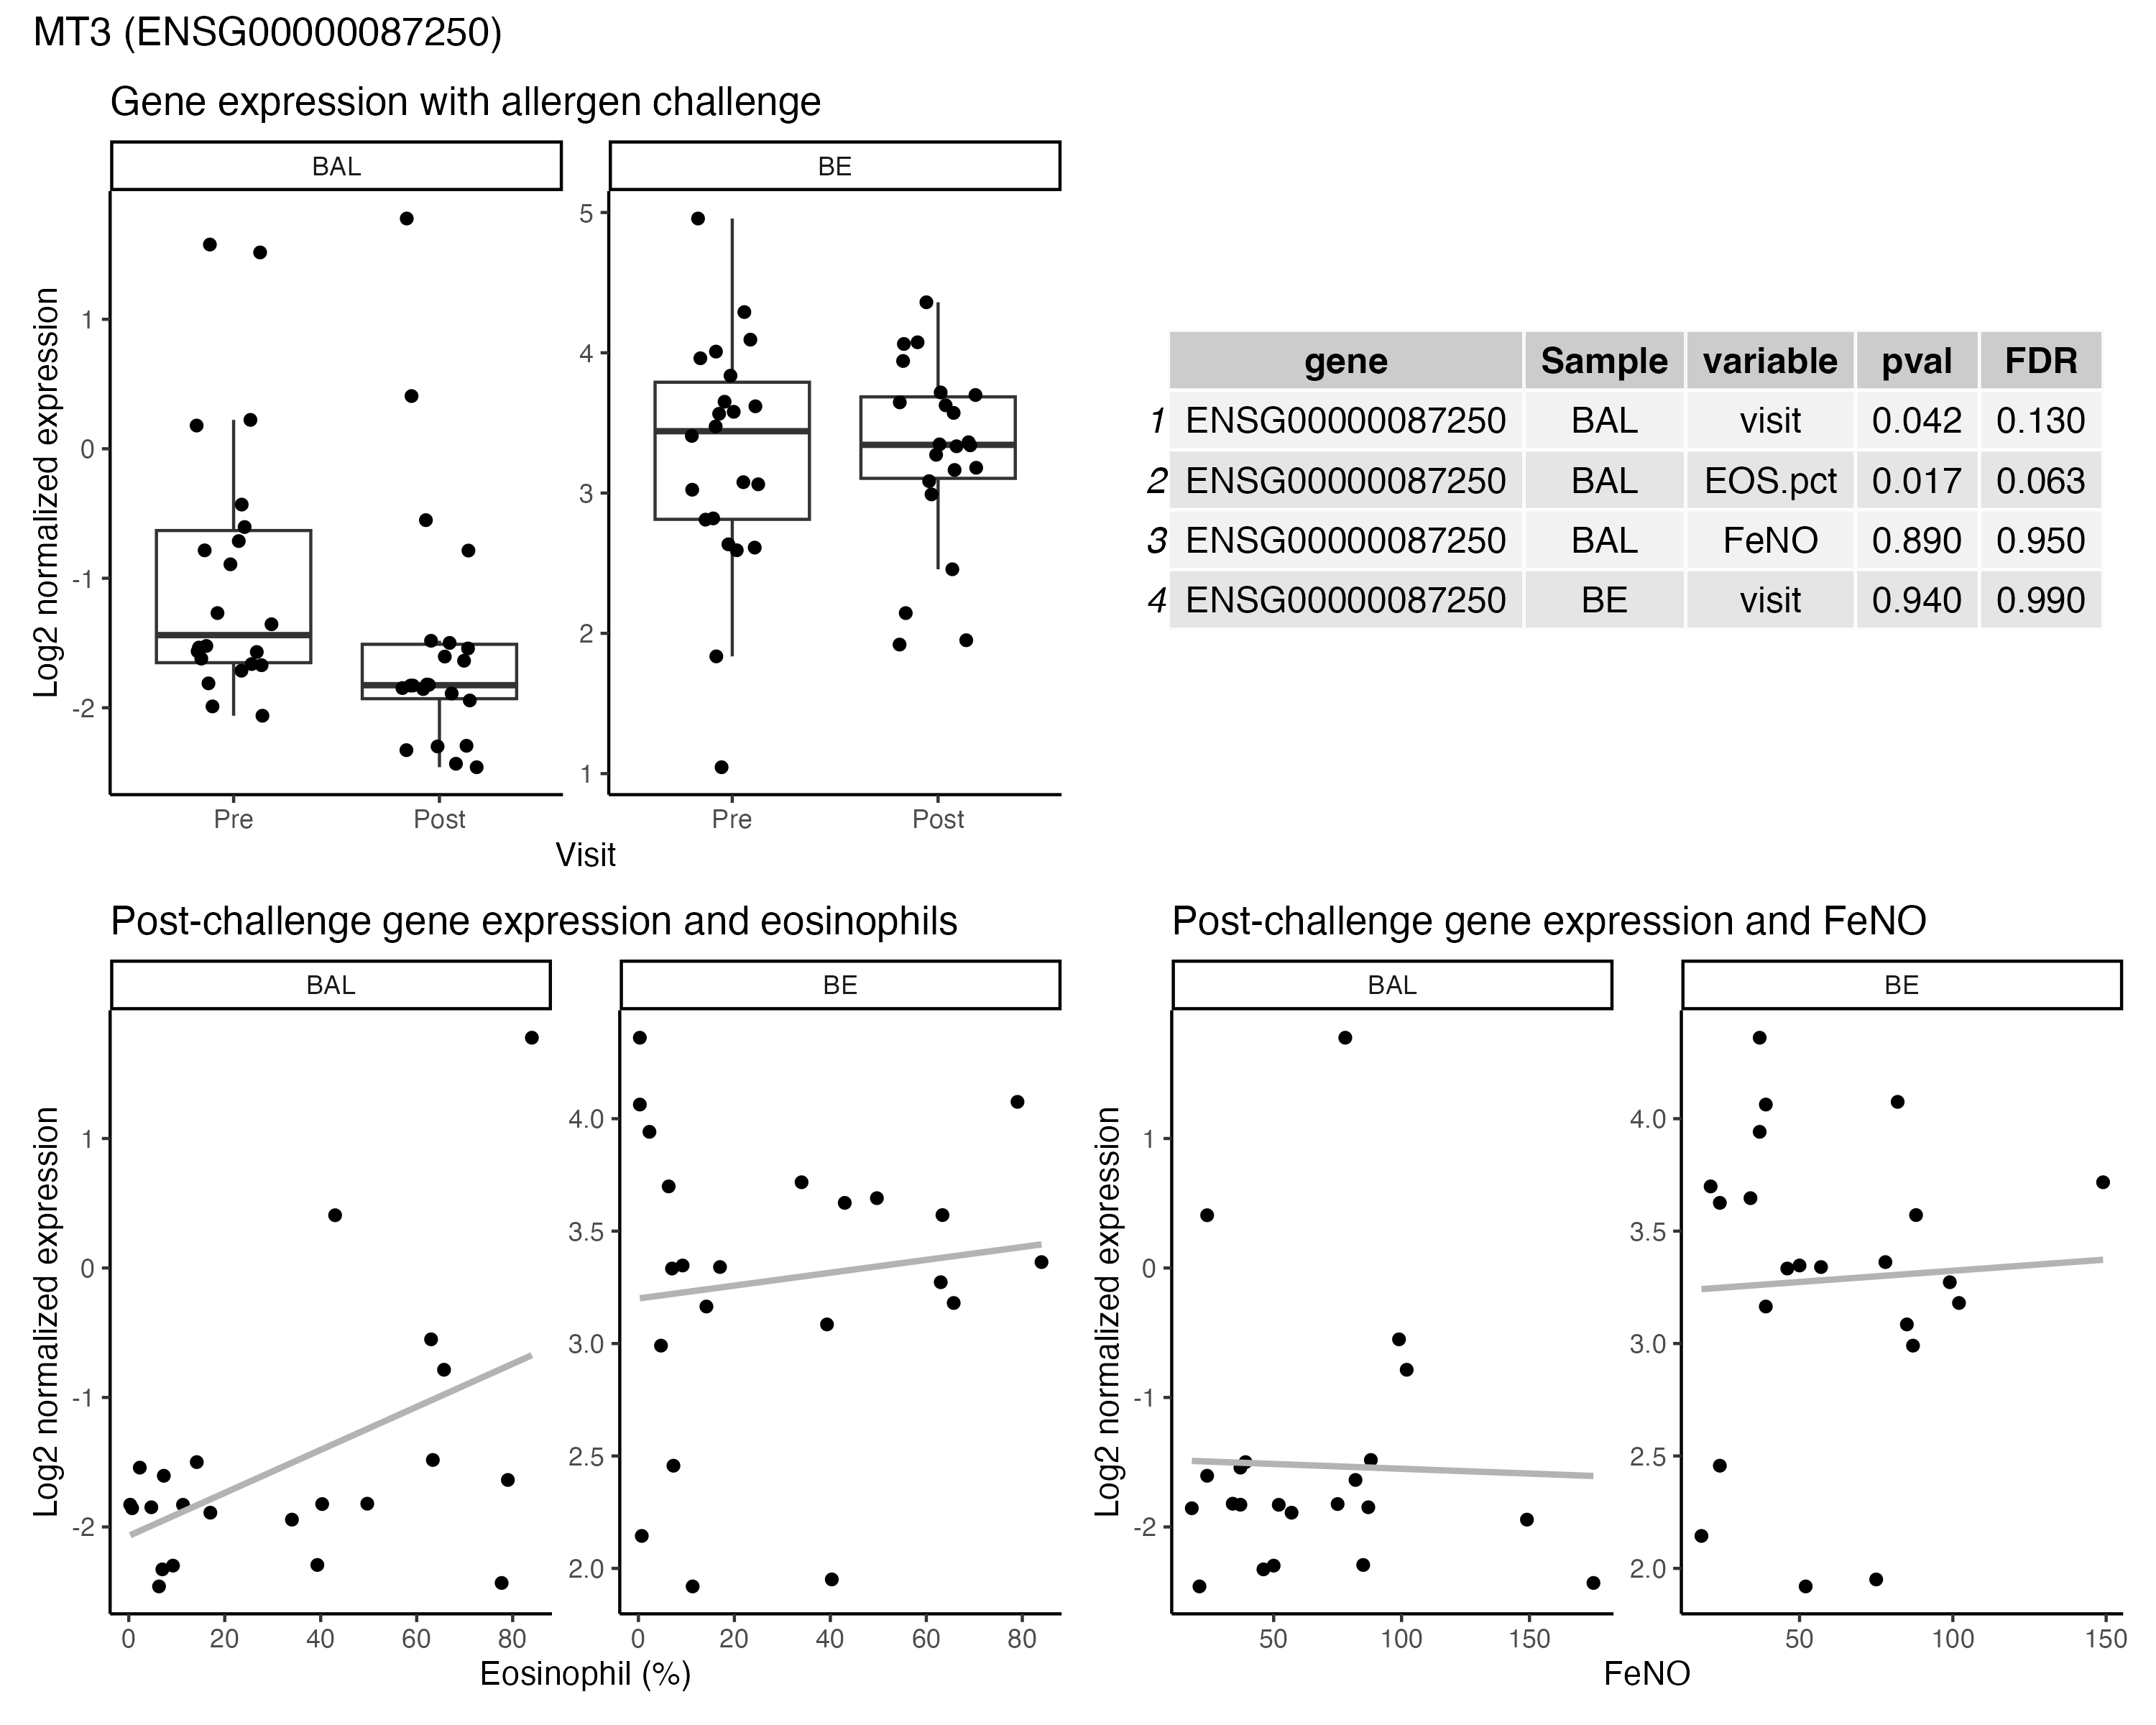 MT3 (ENSG00000087250)
Gene expression with allergen challenge
BAL
BE
Log2 normalized expression
1
0
-1
-2
5
4
3
2
1
Pre
Post
Pre
Post
Visit
gene Sample variable pval FDR
1 ENSG00000087250 BAL visit 0.042 0.130
2 ENSG00000087250 BAL EOS.pct 0.017 0.063
3 ENSG00000087250 BAL FeNO 0.890 0.950
4 ENSG00000087250 BE visit 0.940 0.990
Post-challenge gene expression and eosinophils
BAL
BE
Log2 normalized expression
1
0
-1
-2
4.0
3.5
3.0
2.5
2.0
0 20 40 60 80
0 20 40 60 80
Eosinophil (%)
Post-challenge gene expression and FeNO
BAL
BE
Log2 normalized expression
1
0
-1
-2
4.0
3.5
3.0
2.5
2.0
50 100 150
50 100 150
FeNO